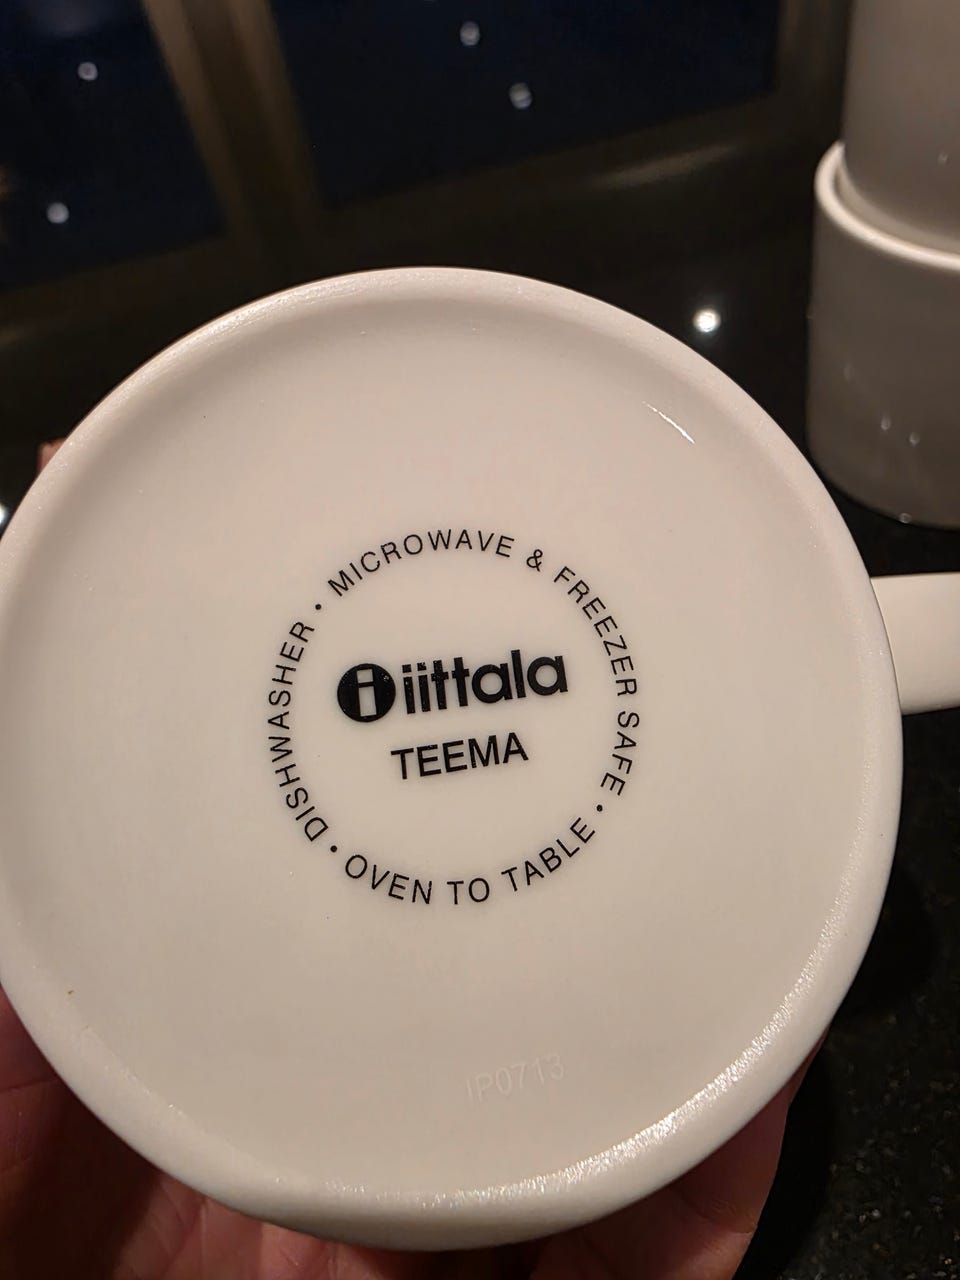 DISHWASHER • MICROWAVE & FREEZER SAFE • OVEN TO TABLE •
i iittala
TEEMA
IP0713